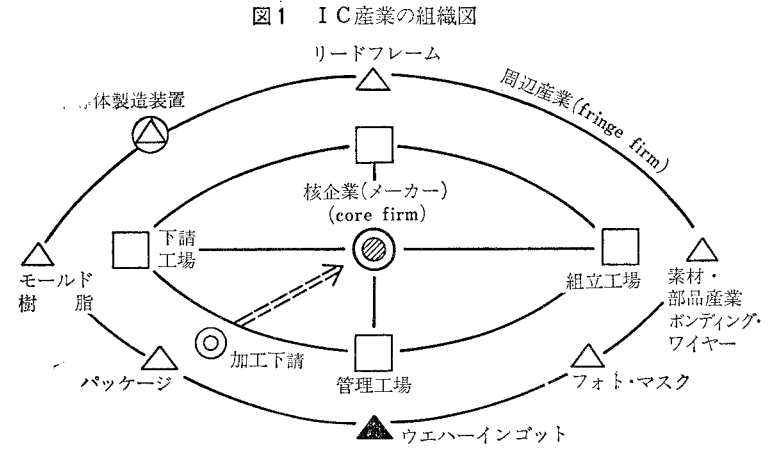 図1 IC産業の組織図
リードフレーム
周辺産業(fringe firm)
体製造装置
核企業(メーカー)
(core firm)
下請
工場
組立工場
モールド
樹脂
素材・
部品産業
ボンディング・
ワイヤー
加工下請
管理工場
パッケージ
フォト・マスク
ウエハーインゴット